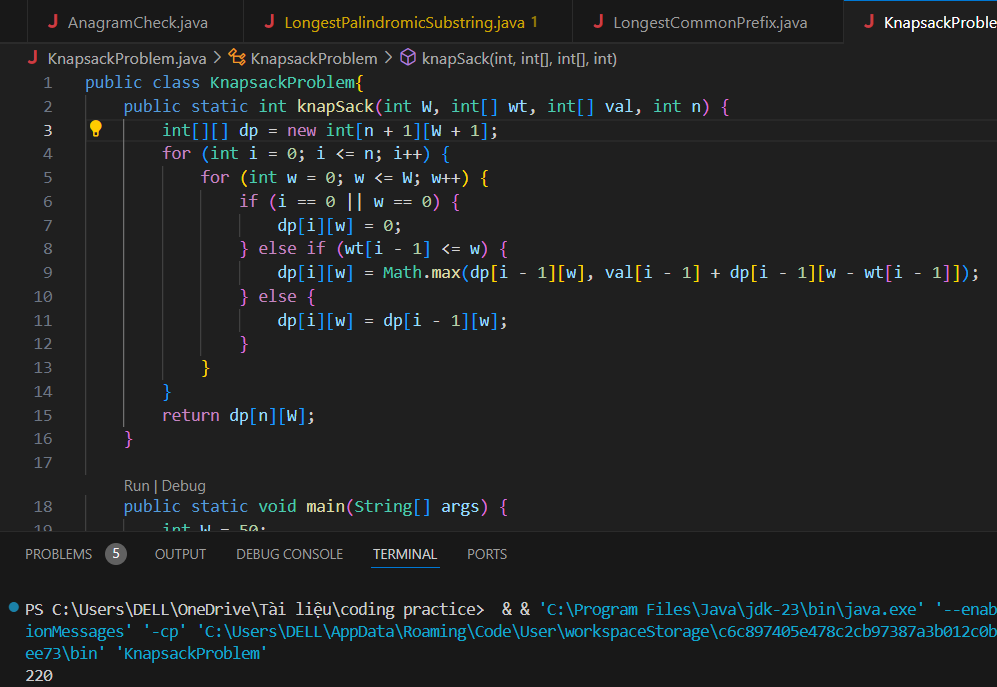 AnagramCheck.java LongestPalindromicSubstring.java 1 LongestCommonPrefix.java KnapsackProble
KnapsackProblem.java > KnapsackProblem > knapSack(int, int[], int[], int)
1 public class KnapsackProblem{
2 public static int knapSack(int W, int[] wt, int[] val, int n) {
3 int[][] dp = new int[n + 1][W + 1];
4 for (int i = 0; i <= n; i++) {
5 for (int w = 0; w <= W; w++) {
6 if (i == 0 || w == 0) {
7 dp[i][w] = 0;
8 } else if (wt[i - 1] <= w) {
9 dp[i][w] = Math.max(dp[i - 1][w], val[i - 1] + dp[i - 1][w - wt[i - 1]]);
10 } else {
11 dp[i][w] = dp[i - 1][w];
12 }
13 }
14 }
15 return dp[n][W];
16 }
17
Run | Debug
18 public static void main(String[] args) {
19 int W = 50;
PROBLEMS 5 OUTPUT DEBUG CONSOLE TERMINAL PORTS
PS C:\Users\DELL\OneDrive\Tài liệu\coding practice> & & 'C:\Program Files\Java\jdk-23\bin\java.exe' '--enab
ionMessages' '-cp' 'C:\Users\DELL\AppData\Roaming\Code\User\workspaceStorage\c6c897405e478c2cb97387a3b012c0b
ee73\bin' 'KnapsackProblem'
220